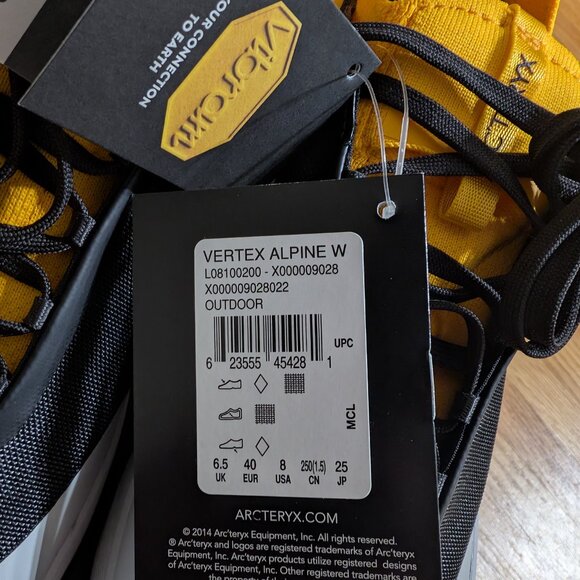 YOUR CONNECTION
TO EARTH
vibram
VERTEX ALPINE W
L08100200 - X000009028
X000009028022
OUTDOOR
6 23555 45428 1
UPC
MCL
6.5 40 8 250(1.5) 25
UK EUR USA CN JP
ARCTERYX.COM
© 2014 Arc'teryx Equipment, Inc. All rights reserved.
® Arc'teryx and logos are registered trademarks of Arc'teryx
Equipment, Inc. Arc'teryx products utilize registered designs
of Arc'teryx Equipment, Inc. Other registered trademarks are
the property of